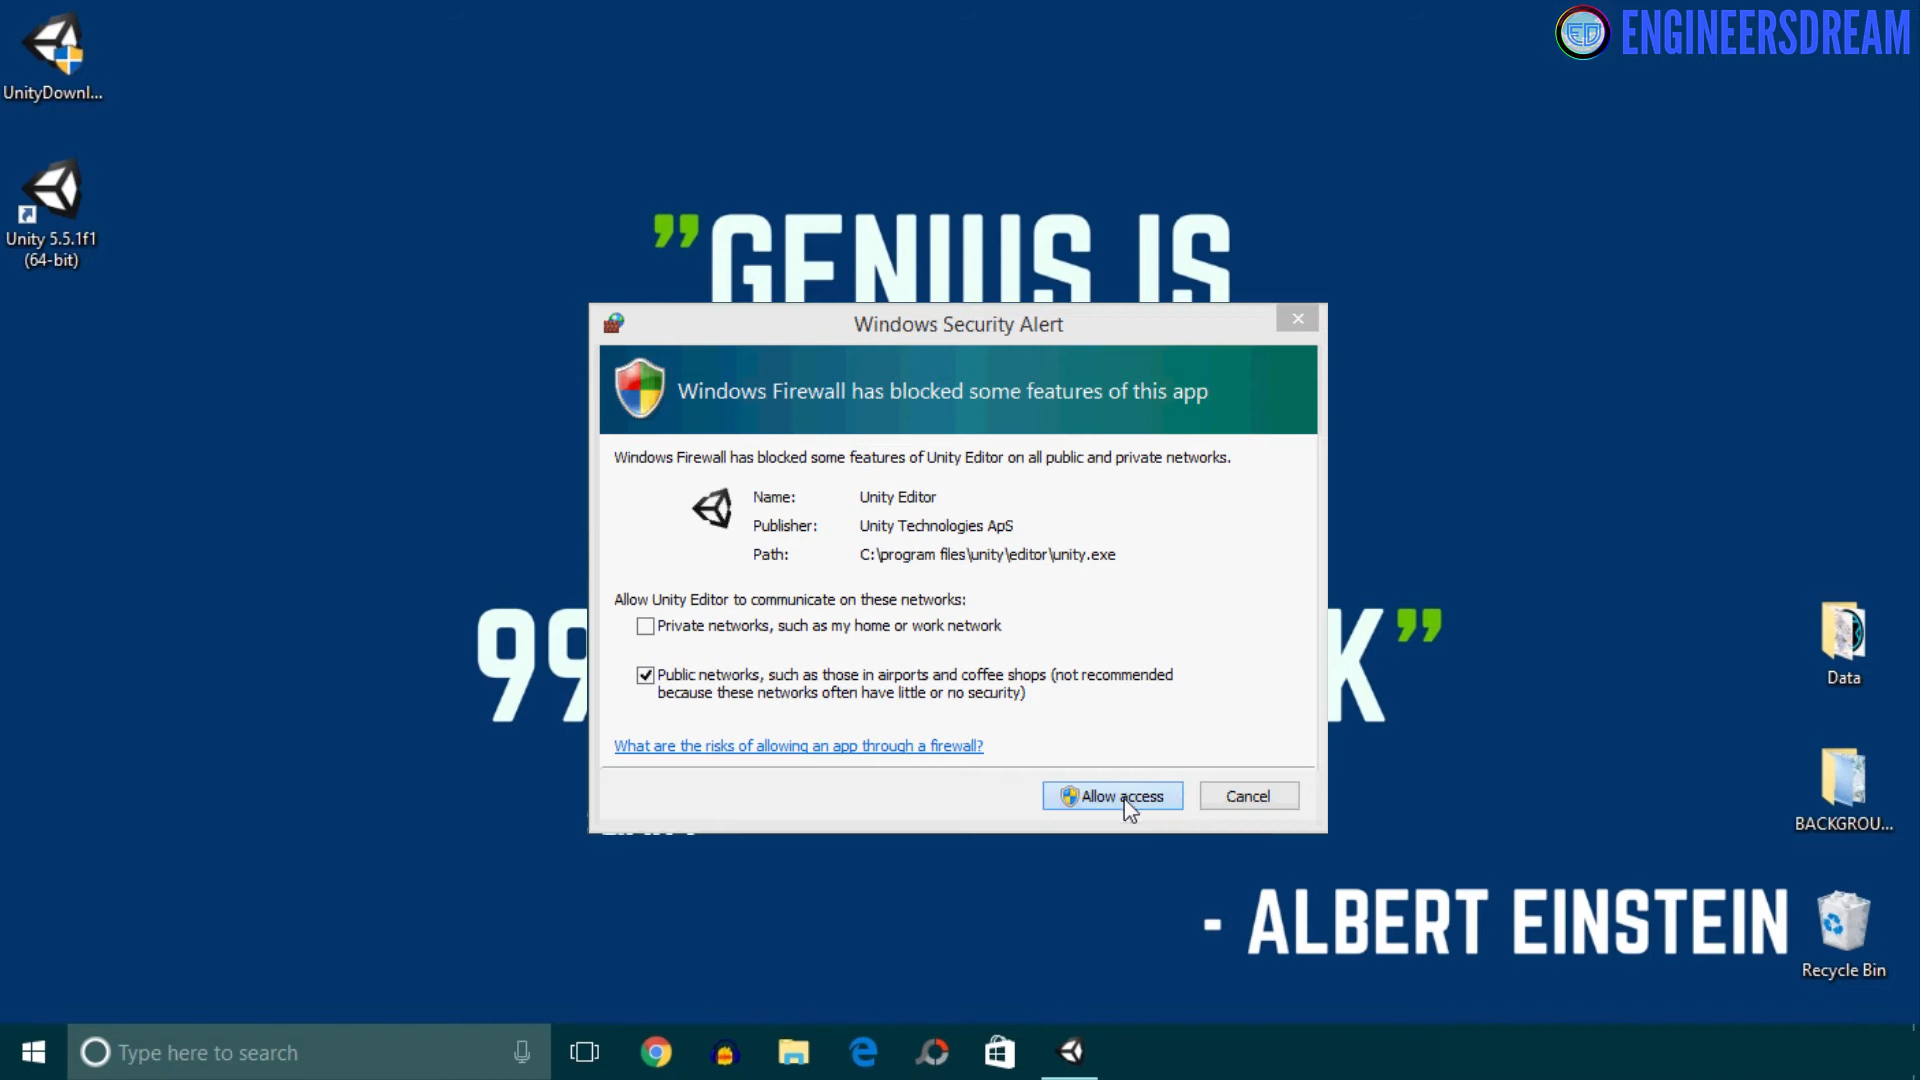 ENGINEERSDREAM
UnityDownl...
Unity 5.5.1f1
(64-bit)
"GENIUS IS
Windows Security Alert
Windows Firewall has blocked some features of this app
Windows Firewall has blocked some features of Unity Editor on all public and private networks.
Name: Unity Editor
Publisher: Unity Technologies ApS
Path: C:\program files\unity\editor\unity.exe
Allow Unity Editor to communicate on these networks:
Private networks, such as my home or work network
Public networks, such as those in airports and coffee shops (not recommended
because these networks often have little or no security)
What are the risks of allowing an app through a firewall?
Allow access
Cancel
99
K"
- ALBERT EINSTEIN
Data
BACKGROU...
Recycle Bin
Type here to search